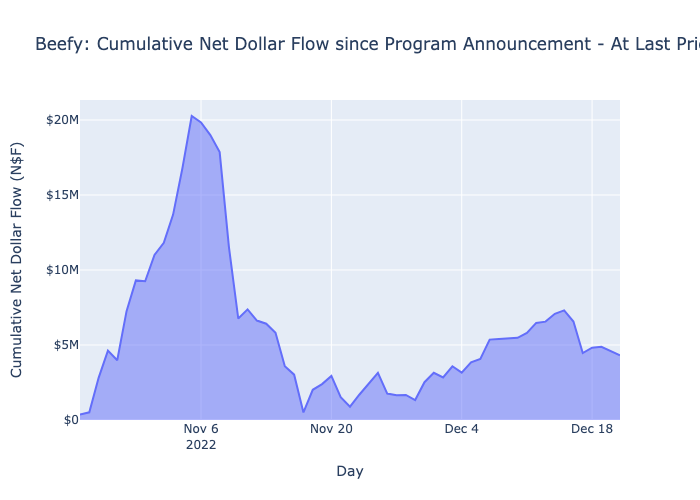 Beefy: Cumulative Net Dollar Flow since Program Announcement - At Last
Cumulative Net Dollar Flow (N$F)
$20M
$15M
$10M
$5M
$0
Nov 6
2022
Nov 20
Dec 4
Dec 18
Day